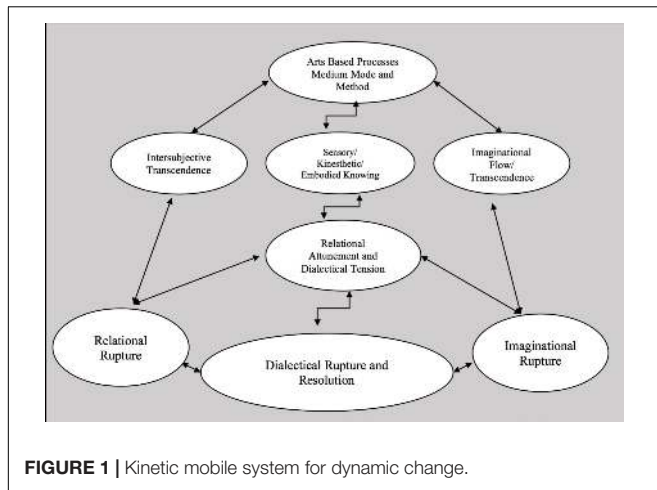 Arts Based Processes
Medium Mode and
Method
Intersubjective
Transcendence
Sensory/
Kinesthetic/
Embodied Knowing
Imaginational
Flow/
Transcendence
Relational
Attunement and
Dialectical Tension
Relational
Rupture
Dialectical Rupture and
Resolution
Imaginational
Rupture
FIGURE 1 | Kinetic mobile system for dynamic change.